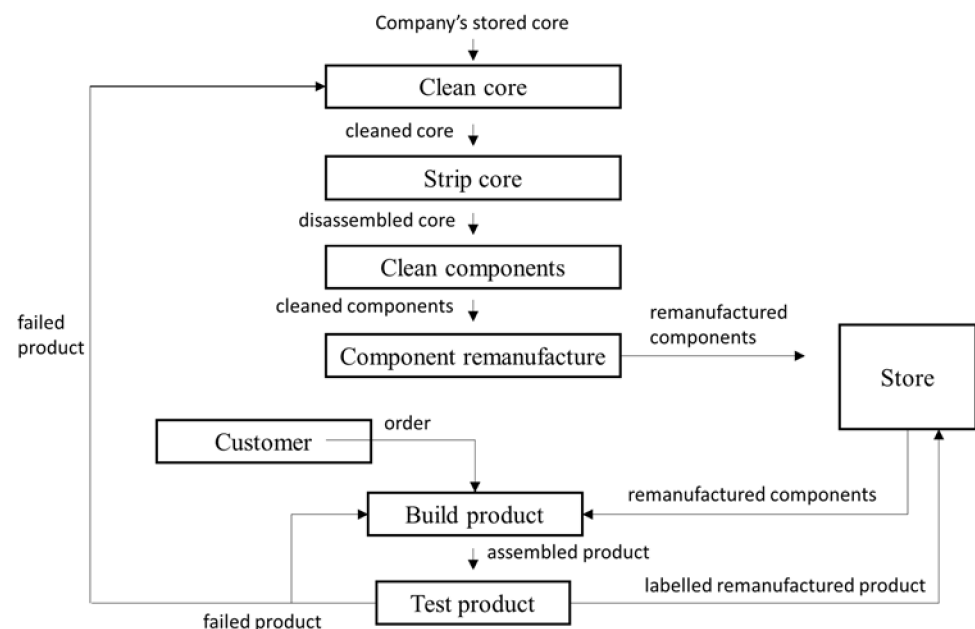 Company's stored core
Clean core
cleaned core
Strip core
disassembled core
Clean components
cleaned components
failed
product
remanufactured
components
Component remanufacture
Store
order
Customer
remanufactured components
Build product
assembled product
labelled remanufactured product
Test product
failed product